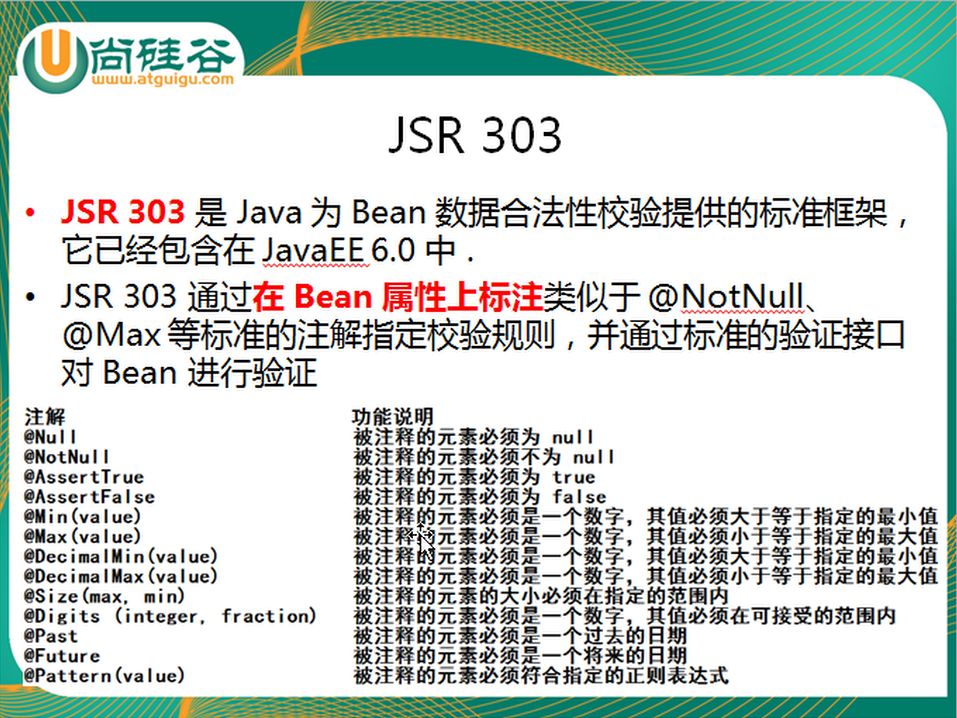 尚硅谷
www.atguigu.com
JSR 303
• JSR 303 是 Java 为 Bean 数据合法性校验提供的标准框架，
它已经包含在 JavaEE 6.0 中 .
• JSR 303 通过在 Bean 属性上标注类似于 @NotNull、
@Max 等标准的注解指定校验规则，并通过标准的验证接口
对 Bean 进行验证
注解 功能说明
@Null 被注释的元素必须为 null
@NotNull 被注释的元素必须不为 null
@AssertTrue 被注释的元素必须为 true
@AssertFalse 被注释的元素必须为 false
@Min(value) 被注释的元素必须是一个数字，其值必须大于等于指定的最小值
@Max(value) 被注释的元素必须是一个数字，其值必须小于等于指定的最大值
@DecimalMin(value) 被注释的元素必须是一个数字，其值必须大于等于指定的最小值
@DecimalMax(value) 被注释的元素必须是一个数字，其值必须小于等于指定的最大值
@Size(max, min) 被注释的元素的大小必须在指定的范围内
@Digits (integer, fraction) 被注释的元素必须是一个数字，其值必须在可接受的范围内
@Past 被注释的元素必须是一个过去的日期
@Future 被注释的元素必须是一个将来的日期
@Pattern(value) 被注释的元素必须符合指定的正则表达式